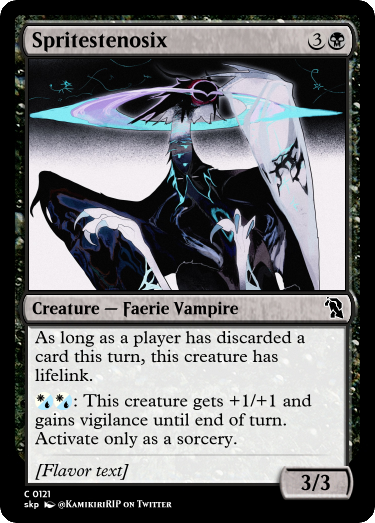 Spritestenosix 3
Creature — Faerie Vampire
As long as a player has discarded a
card this turn, this creature has
lifelink.
: This creature gets +1/+1 and
gains vigilance until end of turn.
Activate only as a sorcery.
[Flavor text]
3/3
C 0121
skp @KamikiriRIP on Twitter